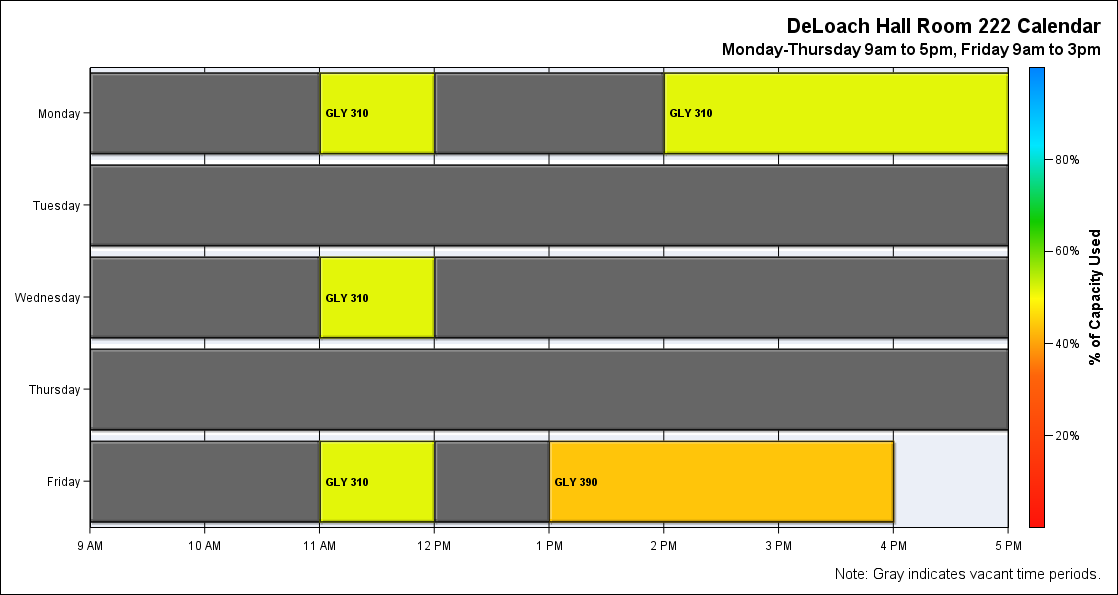 DeLoach Hall Room 222 Calendar
Monday-Thursday 9am to 5pm, Friday 9am to 3pm
Monday
GLY 310
GLY 310
Tuesday
Wednesday
GLY 310
Thursday
Friday
GLY 310
GLY 390
9 AM
10 AM
11 AM
12 PM
1 PM
2 PM
3 PM
4 PM
5 PM
80%
60%
40%
20%
% of Capacity Used
Note: Gray indicates vacant time periods.